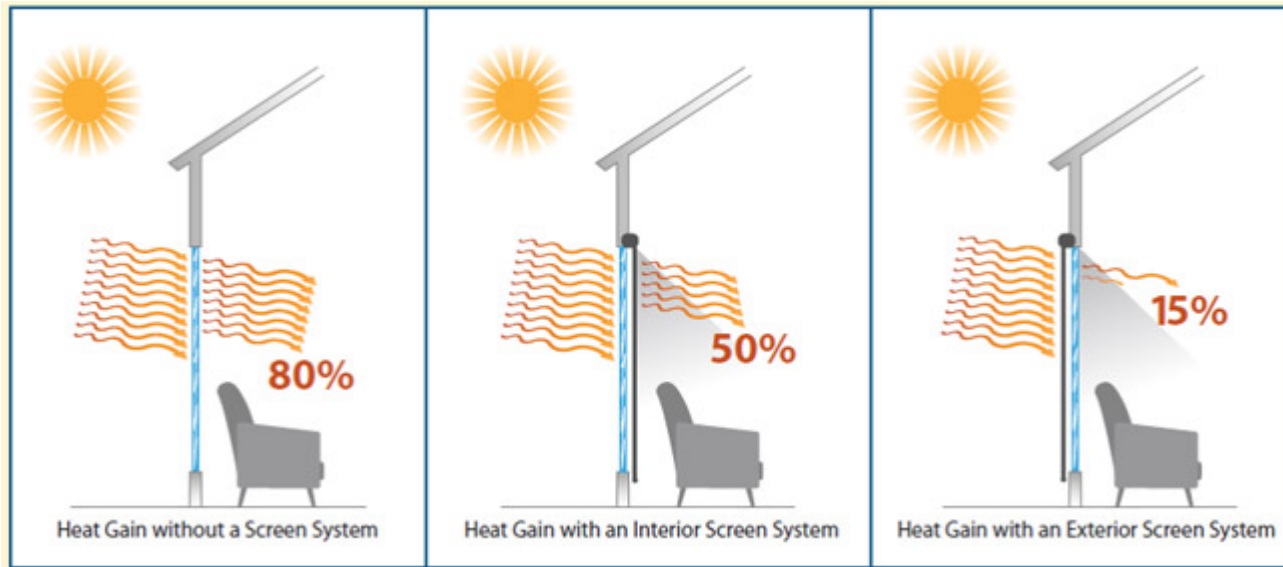 80%
Heat Gain without a Screen System
50%
Heat Gain with an Interior Screen System
15%
Heat Gain with an Exterior Screen System